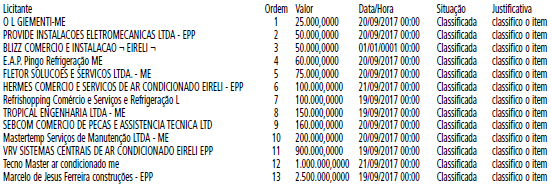 Licitante Ordem Valor Data/Hora Situação Justificativa
O L GIEMENTI-ME 1 25.000,0000 20/09/2017 00:00 Classificada classifico o item
PROVIDE INSTALACOES ELETROMECANICAS LTDA - EPP 2 50.000,0000 20/09/2017 00:00 Classificada classifico o item
BLIZZ COMERCIO E INSTALACAO ¬ EIRELI ¬ 3 50.000,0000 01/01/0001 00:00 Classificada classifico o item
E.A.P. Pingo Refrigeração ME 4 60.000,0000 20/09/2017 00:00 Classificada classifico o item
FLETOR SOLUCOES E SERVICOS LTDA. - ME 5 75.000,0000 20/09/2017 00:00 Classificada classifico o item
HERMES COMERCIO E SERVICOS DE AR CONDICIONADO EIRELI - EPP 6 100.000,0000 21/09/2017 00:00 Classificada classifico o item
Refrishopping Comércio e Serviços e Refrigeração L 7 100.000,0000 19/09/2017 00:00 Classificada classifico o item
TROPICAL ENGENHARIA LTDA - ME 8 150.000,0000 19/09/2017 00:00 Classificada classifico o item
SEBCOM COMERCIO DE PECAS E ASSISTENCIA TECNICA LTD 9 160.000,0000 20/09/2017 00:00 Classificada classifico o item
Mastertemp Serviços de Manutenção LTDA - ME 10 200.000,0000 20/09/2017 00:00 Classificada classifico o item
VRV SISTEMAS CENTRAIS DE AR CONDICIONADO EIRELI EPP 11 900.000,0000 19/09/2017 00:00 Classificada classifico o item
Tecno Master ar condicionado me 12 1.000.000,0000 21/09/2017 00:00 Classificada classifico o item
Marcelo de Jesus Ferreira construções - EPP 13 2.500.000,0000 19/09/2017 00:00 Classificada classifico o item